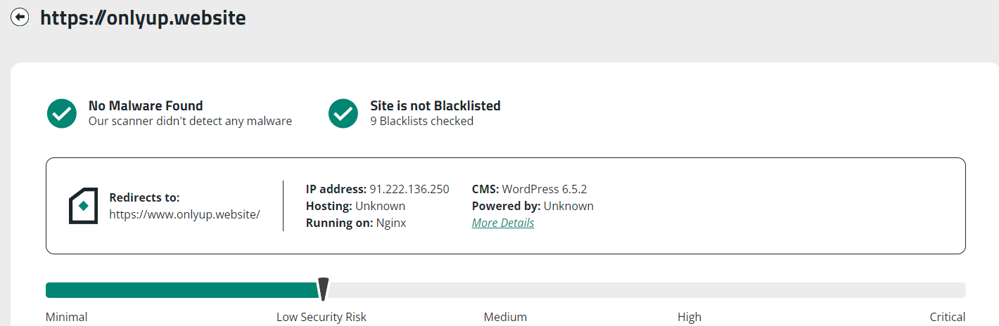 https://onlyup.website
No Malware Found
Our scanner didn't detect any malware
Site is not Blacklisted
9 Blacklists checked
Redirects to:
https://www.onlyup.website/
IP address: 91.222.136.250
Hosting: Unknown
Running on: Nginx
CMS: WordPress 6.5.2
Powered by: Unknown
More Details
Minimal
Low Security Risk
Medium
High
Critical